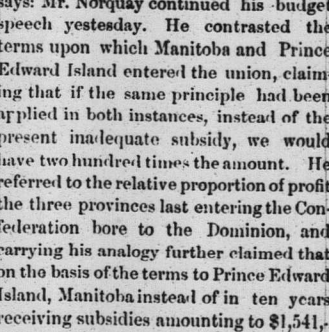 says: Mr. Norquay continued his budget
speech yestesday. He contrasted the
terms upon which Manitoba and Prince
Edward Island entered the union, claim
ing that if the same principle had been
applied in both instances, instead of the
present inadequate subsidy, we would
have two hundred times the amount. He
referred to the relative proportion of profit
the three provinces last entering the Con-
federation bore to the Dominion, and
carrying his analogy further claimed that
on the basis of the terms to Prince Edward
Island, Manitoba instead of in ten years
receiving subsidies amounting to $1,541,